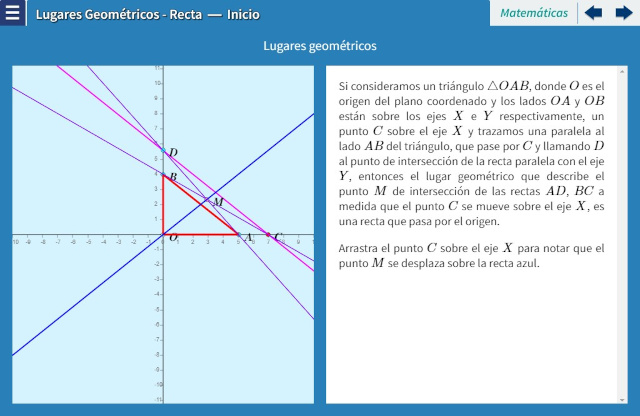 Lugares Geométricos - Recta — Inicio
Matemáticas
Lugares geométricos
Si consideramos un triángulo △OAB, donde O es el
origen del plano coordenado y los lados OA y OB
están sobre los ejes X e Y respectivamente, un
punto C sobre el eje X y trazamos una paralela al
lado AB del triángulo, que pase por C y llamando D
al punto de intersección de la recta paralela con el eje
Y, entonces el lugar geométrico que describe el
punto M de intersección de las rectas AD, BC a
medida que el punto C se mueve sobre el eje X, es
una recta que pasa por el origen.
Arrastra el punto C sobre el eje X para notar que el
punto M se desplaza sobre la recta azul.
D
B
M
O
A
C